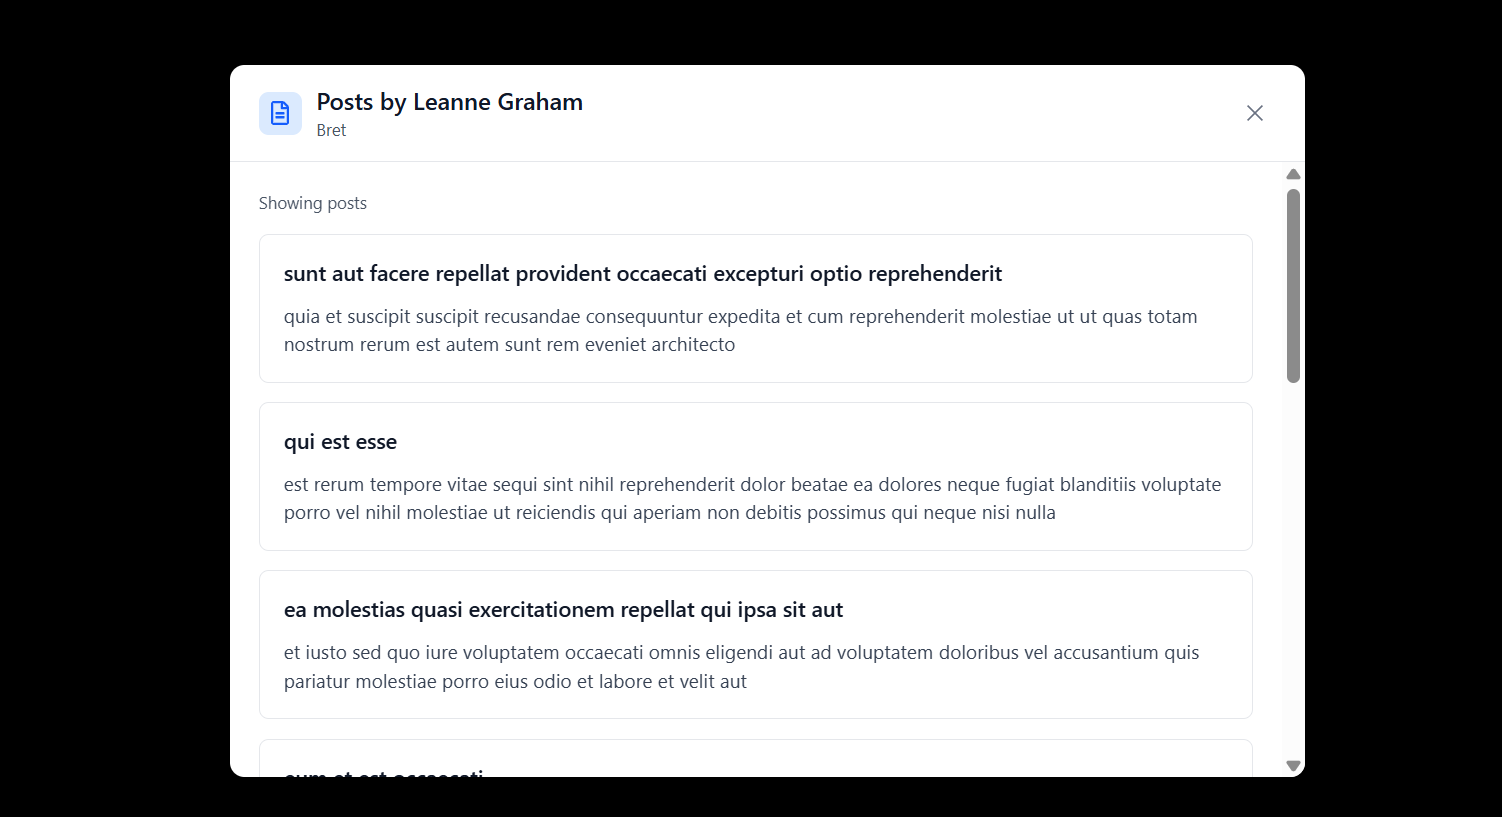 Posts by Leanne Graham
Bret
Showing posts
sunt aut facere repellat provident occaecati excepturi optio reprehenderit
quia et suscipit suscipit recusandae consequuntur expedita et cum reprehenderit molestiae ut ut quas totam
nostrum rerum est autem sunt rem eveniet architecto
qui est esse
est rerum tempore vitae sequi sint nihil reprehenderit dolor beatae ea dolores neque fugiat blanditiis voluptate
porro vel nihil molestiae ut reiciendis qui aperiam non debitis possimus qui neque nisi nulla
ea molestias quasi exercitationem repellat qui ipsa sit aut
et iusto sed quo iure voluptatem occaecati omnis eligendi aut ad voluptatem doloribus vel accusantium quis
pariatur molestiae porro eius odio et labore et velit aut
eum et est occaecati